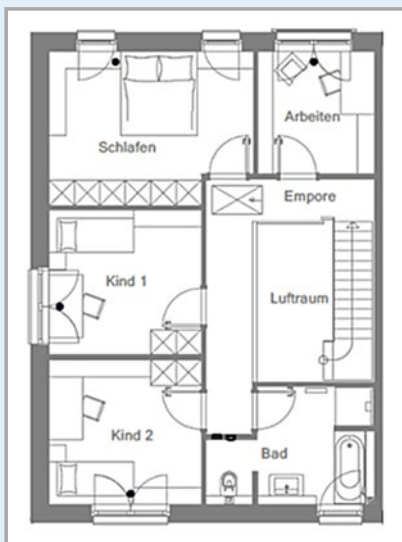 Arbeiten
Schlafen
Empore
Kind 1
Luftraum
Kind 2
Bad